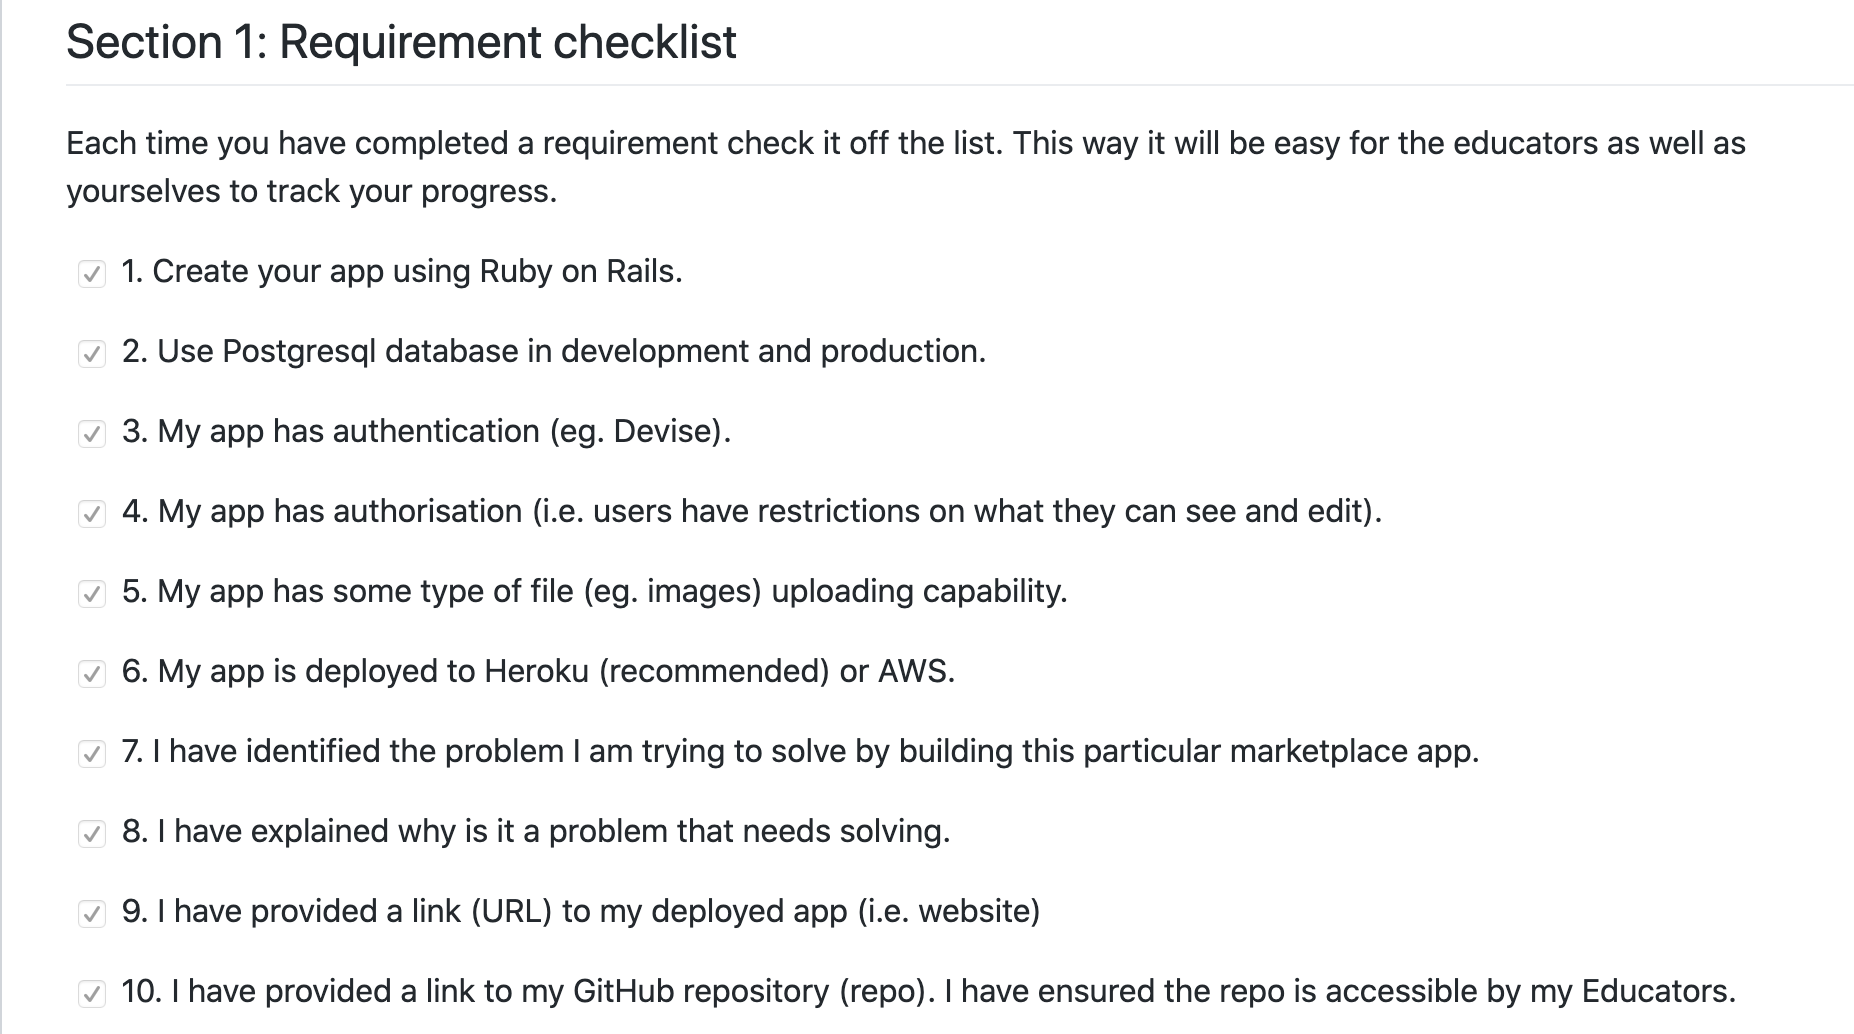 Section 1: Requirement checklist
Each time you have completed a requirement check it off the list. This way it will be easy for the educators as well as
yourselves to track your progress.
1. Create your app using Ruby on Rails.
2. Use Postgresql database in development and production.
3. My app has authentication (eg. Devise).
4. My app has authorisation (i.e. users have restrictions on what they can see and edit).
5. My app has some type of file (eg. images) uploading capability.
6. My app is deployed to Heroku (recommended) or AWS.
7. I have identified the problem I am trying to solve by building this particular marketplace app.
8. I have explained why is it a problem that needs solving.
9. I have provided a link (URL) to my deployed app (i.e. website)
10. I have provided a link to my GitHub repository (repo). I have ensured the repo is accessible by my Educators.